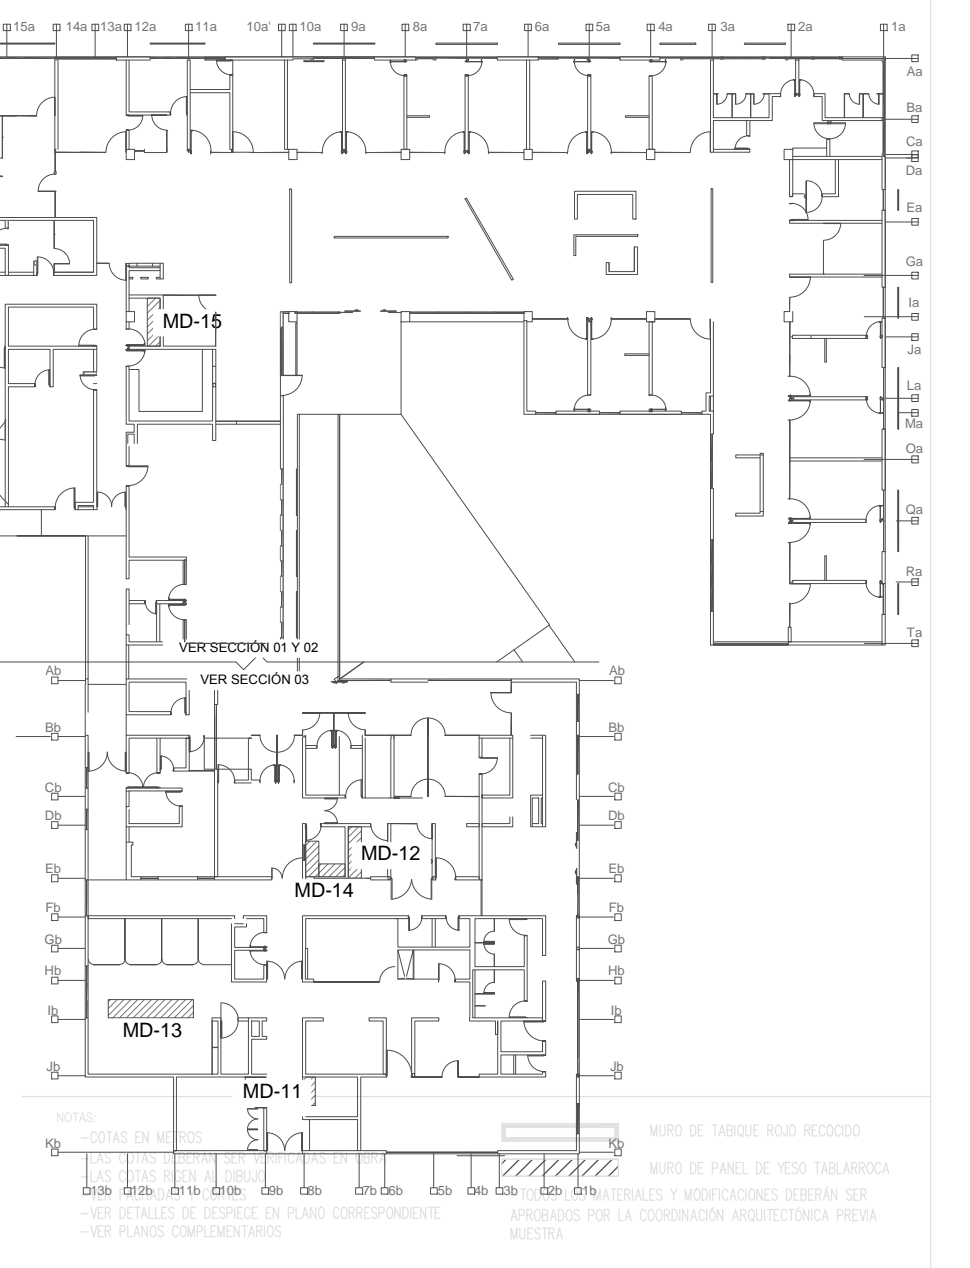 15a 14a 13a 12a 11a 10a' 10a 9a 8a 7a 6a 5a 4a 3a 2a 1a
Aa
Ba
Ca
Da
Ea
Ga
Ia
MD-15
Ja
La
Ma
Oa
Qa
Ra
Ta
VER SECCIÓN 01 Y 02
VER SECCIÓN 03
Ab Ab
Bb Bb
Cb Cb
Db Db
MD-12
Eb Eb
MD-14
Fb Fb
Gb Gb
Hb Hb
Ib Ib
MD-13
Jb Jb
MD-11
NOTAS:
-COTAS EN METROS
MURO DE TABIQUE ROJO RECOCIDO
Kb Kb
-LAS COTAS DEBERÁN SER VERIFICADAS EN OBRA
MURO DE PANEL DE YESO TABLARROCA
-LAS COTAS RIGEN AL DIBUJO
13b 12b 11b 10b 9b 8b 7b 6b 5b 4b 3b 2b 1b
-VER FACHADAS Y CORTES
-VER DETALLES DE DESPIECE EN PLANO CORRESPONDIENTE
-VER PLANOS COMPLEMENTARIOS
TODOS LOS MATERIALES Y MODIFICACIONES DEBERÁN SER
APROBADOS POR LA COORDINACIÓN ARQUITECTÓNICA PREVIA
MUESTRA